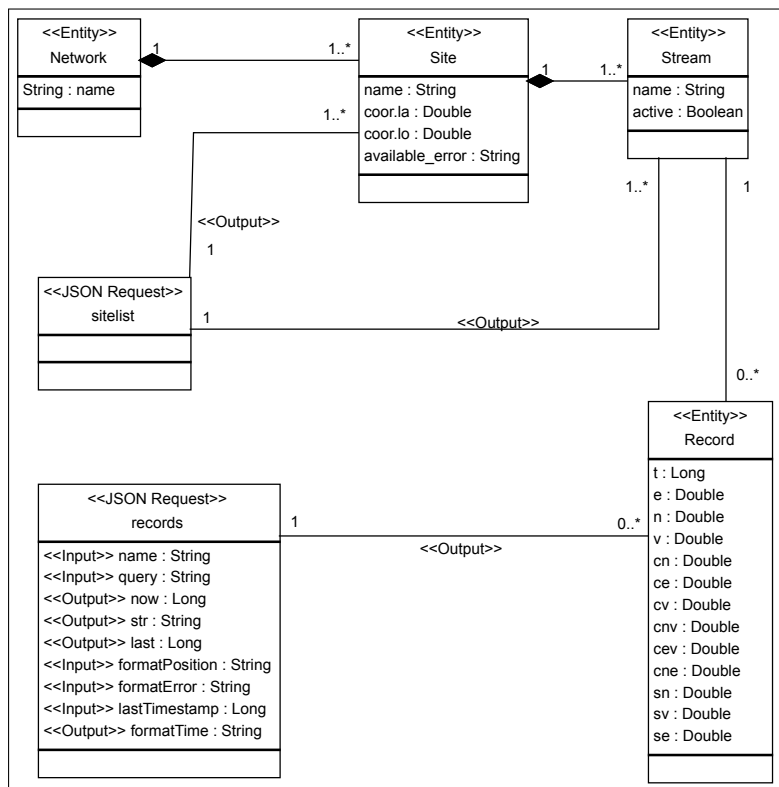 <<Entity>>
Network
String : name
1
1..*
<<Entity>>
Site
name : String
coor.la : Double
coor.lo : Double
available_error : String
1
1..*
<<Entity>>
Stream
name : String
active : Boolean
1..*
<<Output>>
1
1..*
1
<<JSON Request>>
sitelist
1
<<Output>>
0..*
<<Entity>>
Record
t : Long
e : Double
n : Double
v : Double
cn : Double
ce : Double
cv : Double
cnv : Double
cev : Double
cne : Double
sn : Double
sv : Double
se : Double
<<JSON Request>>
records
<<Input>> name : String
<<Input>> query : String
<<Output>> now : Long
<<Output>> str : String
<<Output>> last : Long
<<Input>> formatPosition : String
<<Input>> formatError : String
<<Input>> lastTimestamp : Long
<<Output>> formatTime : String
1
0..*
<<Output>>